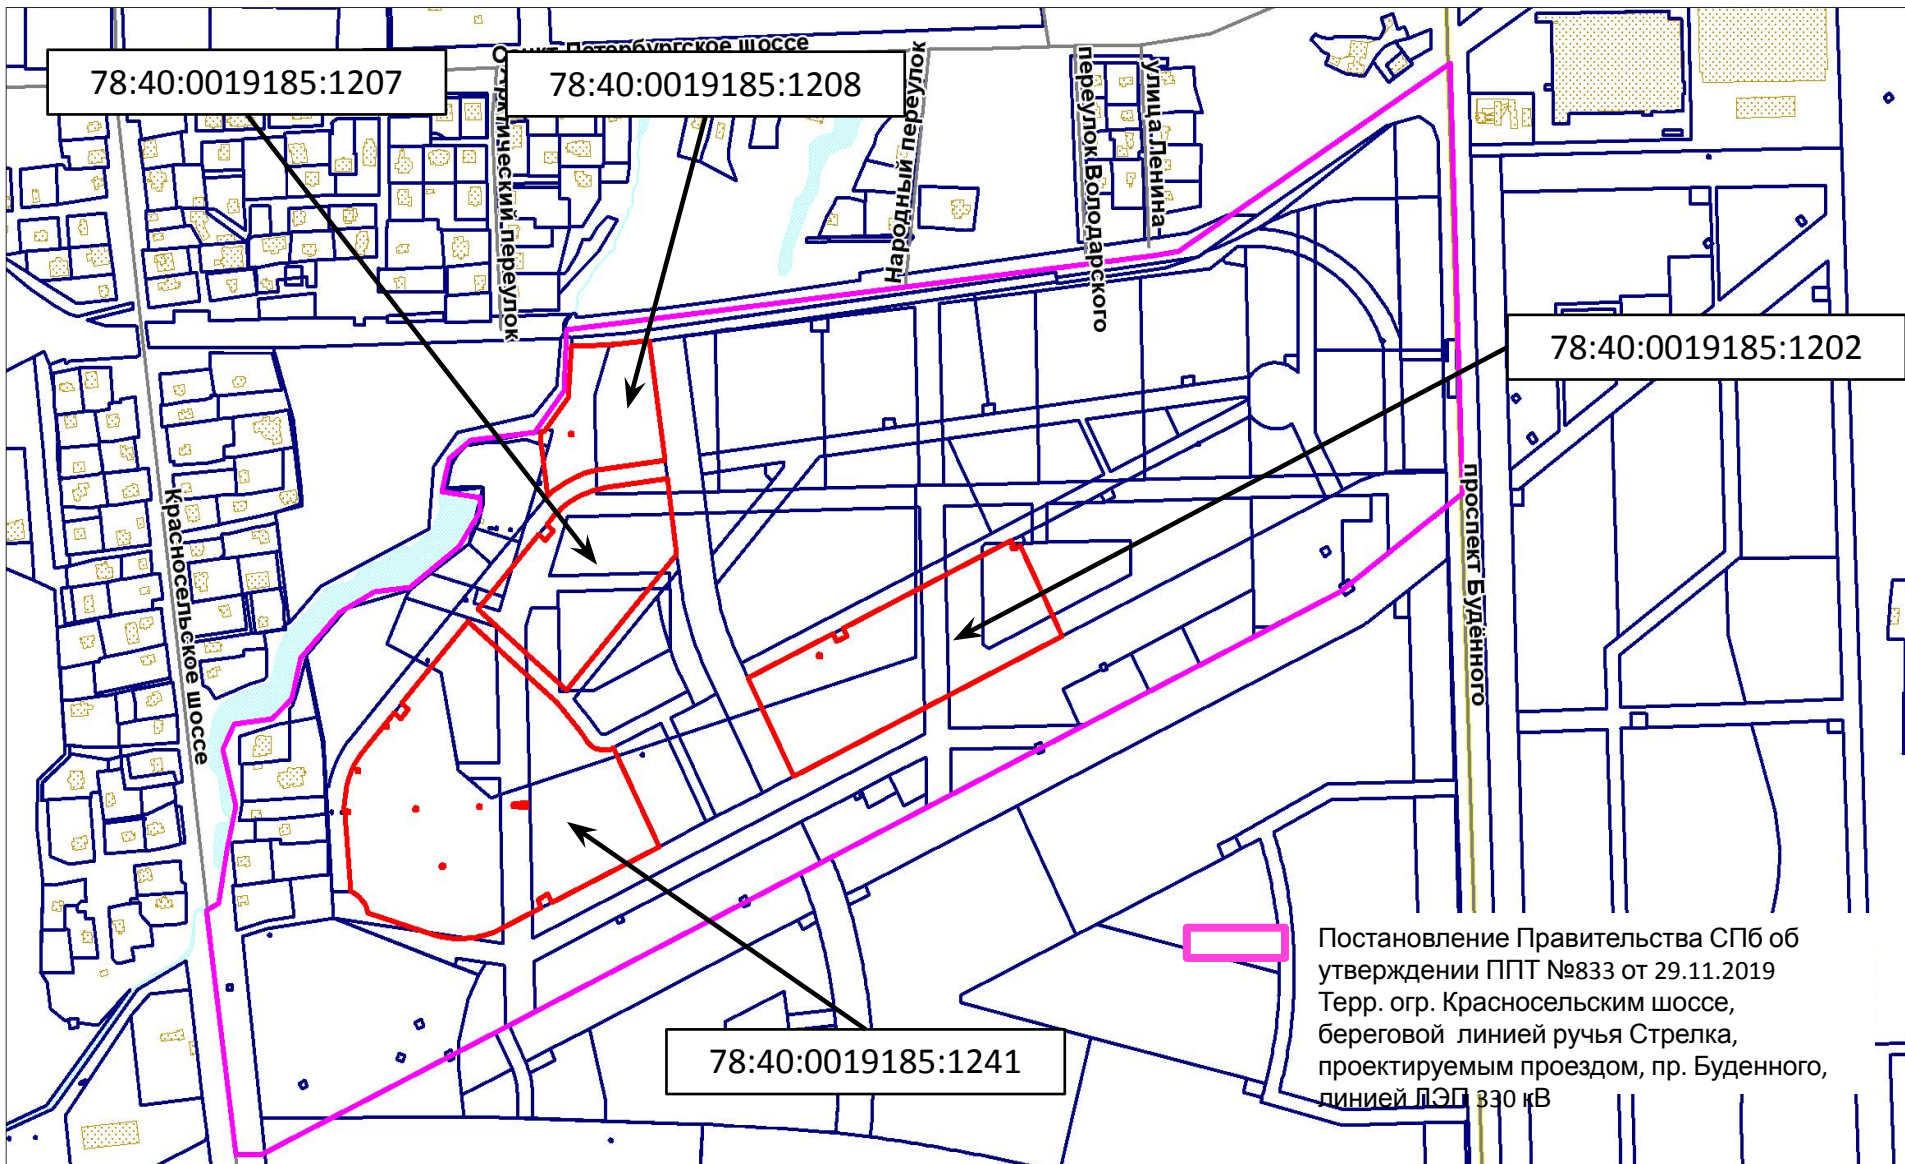 Санкт-Петербургское шоссе
78:40:0019185:1207
78:40:0019185:1208
переулок
Народный переулок
переулок Володарского
улица Ленина
78:40:0019185:1202
Красносельское шоссе
проспект Будённого
78:40:0019185:1241
Постановление Правительства СПб об
утверждении ППТ №833 от 29.11.2019
Терр. огр. Красносельским шоссе,
береговой линией ручья Стрелка,
проектируемым проездом, пр. Буденного,
линией ЛЭП 330 кВ